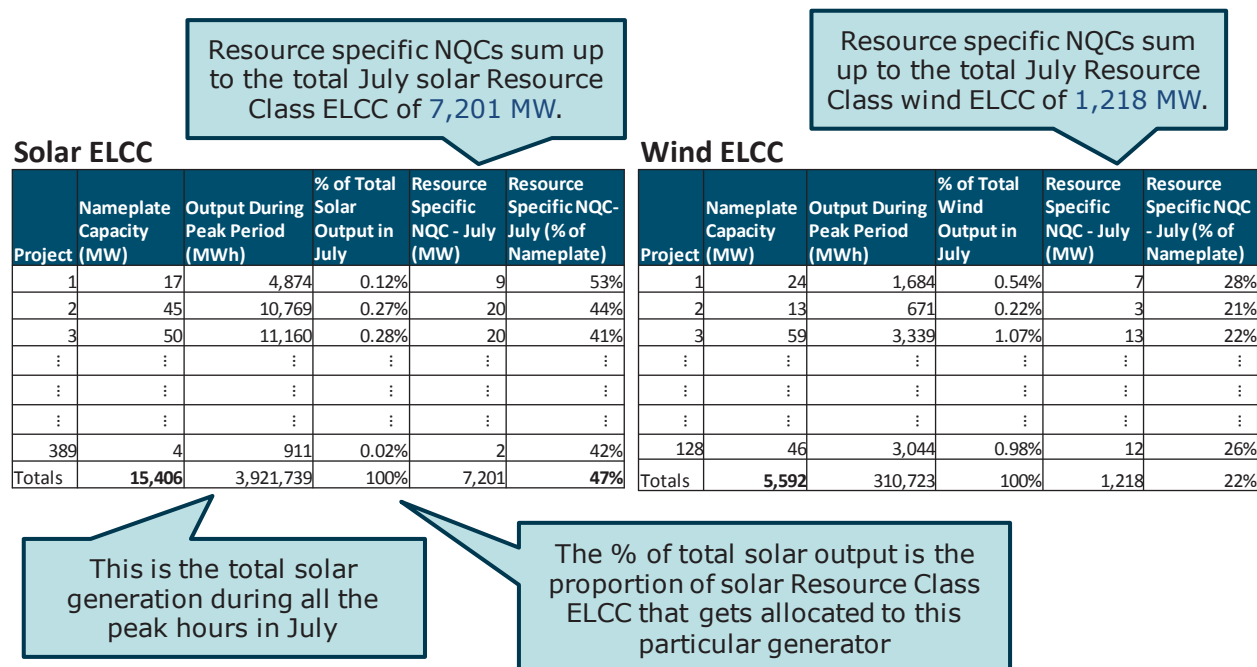 Resource specific NQCs sum up
to the total July solar Resource
Class ELCC of 7,201 MW.
Resource specific NQCs sum
up to the total July Resource
Class wind ELCC of 1,218 MW.
Solar ELCC
Project Nameplate Capacity (MW) Output During Peak Period (MWh) % of Total Solar Output in July Resource Specific NQC - July (MW) Resource Specific NQC- July (% of Nameplate)
1 17 4,874 0.12% 9 53%
2 45 10,769 0.27% 20 44%
3 50 11,160 0.28% 20 41%
⋮ ⋮ ⋮ ⋮ ⋮ ⋮
⋮ ⋮ ⋮ ⋮ ⋮ ⋮
⋮ ⋮ ⋮ ⋮ ⋮ ⋮
389 4 911 0.02% 2 42%
Totals 15,406 3,921,739 100% 7,201 47%
Wind ELCC
Project Nameplate Capacity (MW) Output During Peak Period (MWh) % of Total Wind Output in July Resource Specific NQC - July (MW) Resource Specific NQC - July (% of Nameplate)
1 24 1,684 0.54% 7 28%
2 13 671 0.22% 3 21%
3 59 3,339 1.07% 13 22%
⋮ ⋮ ⋮ ⋮ ⋮ ⋮
⋮ ⋮ ⋮ ⋮ ⋮ ⋮
⋮ ⋮ ⋮ ⋮ ⋮ ⋮
128 46 3,044 0.98% 12 26%
Totals 5,592 310,723 100% 1,218 22%
This is the total solar
generation during all the
peak hours in July
The % of total solar output is the
proportion of solar Resource Class
ELCC that gets allocated to this
particular generator